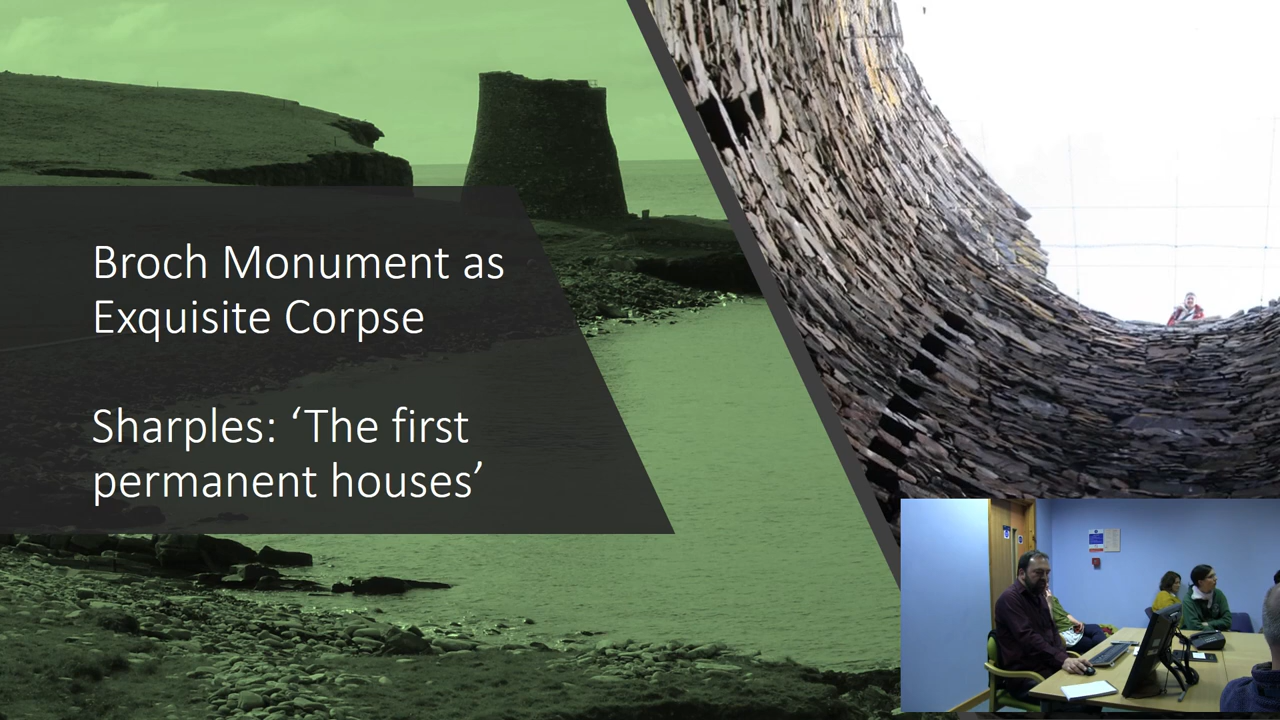 Broch Monument as
Exquisite Corpse
Sharples: ‘The first
permanent houses’